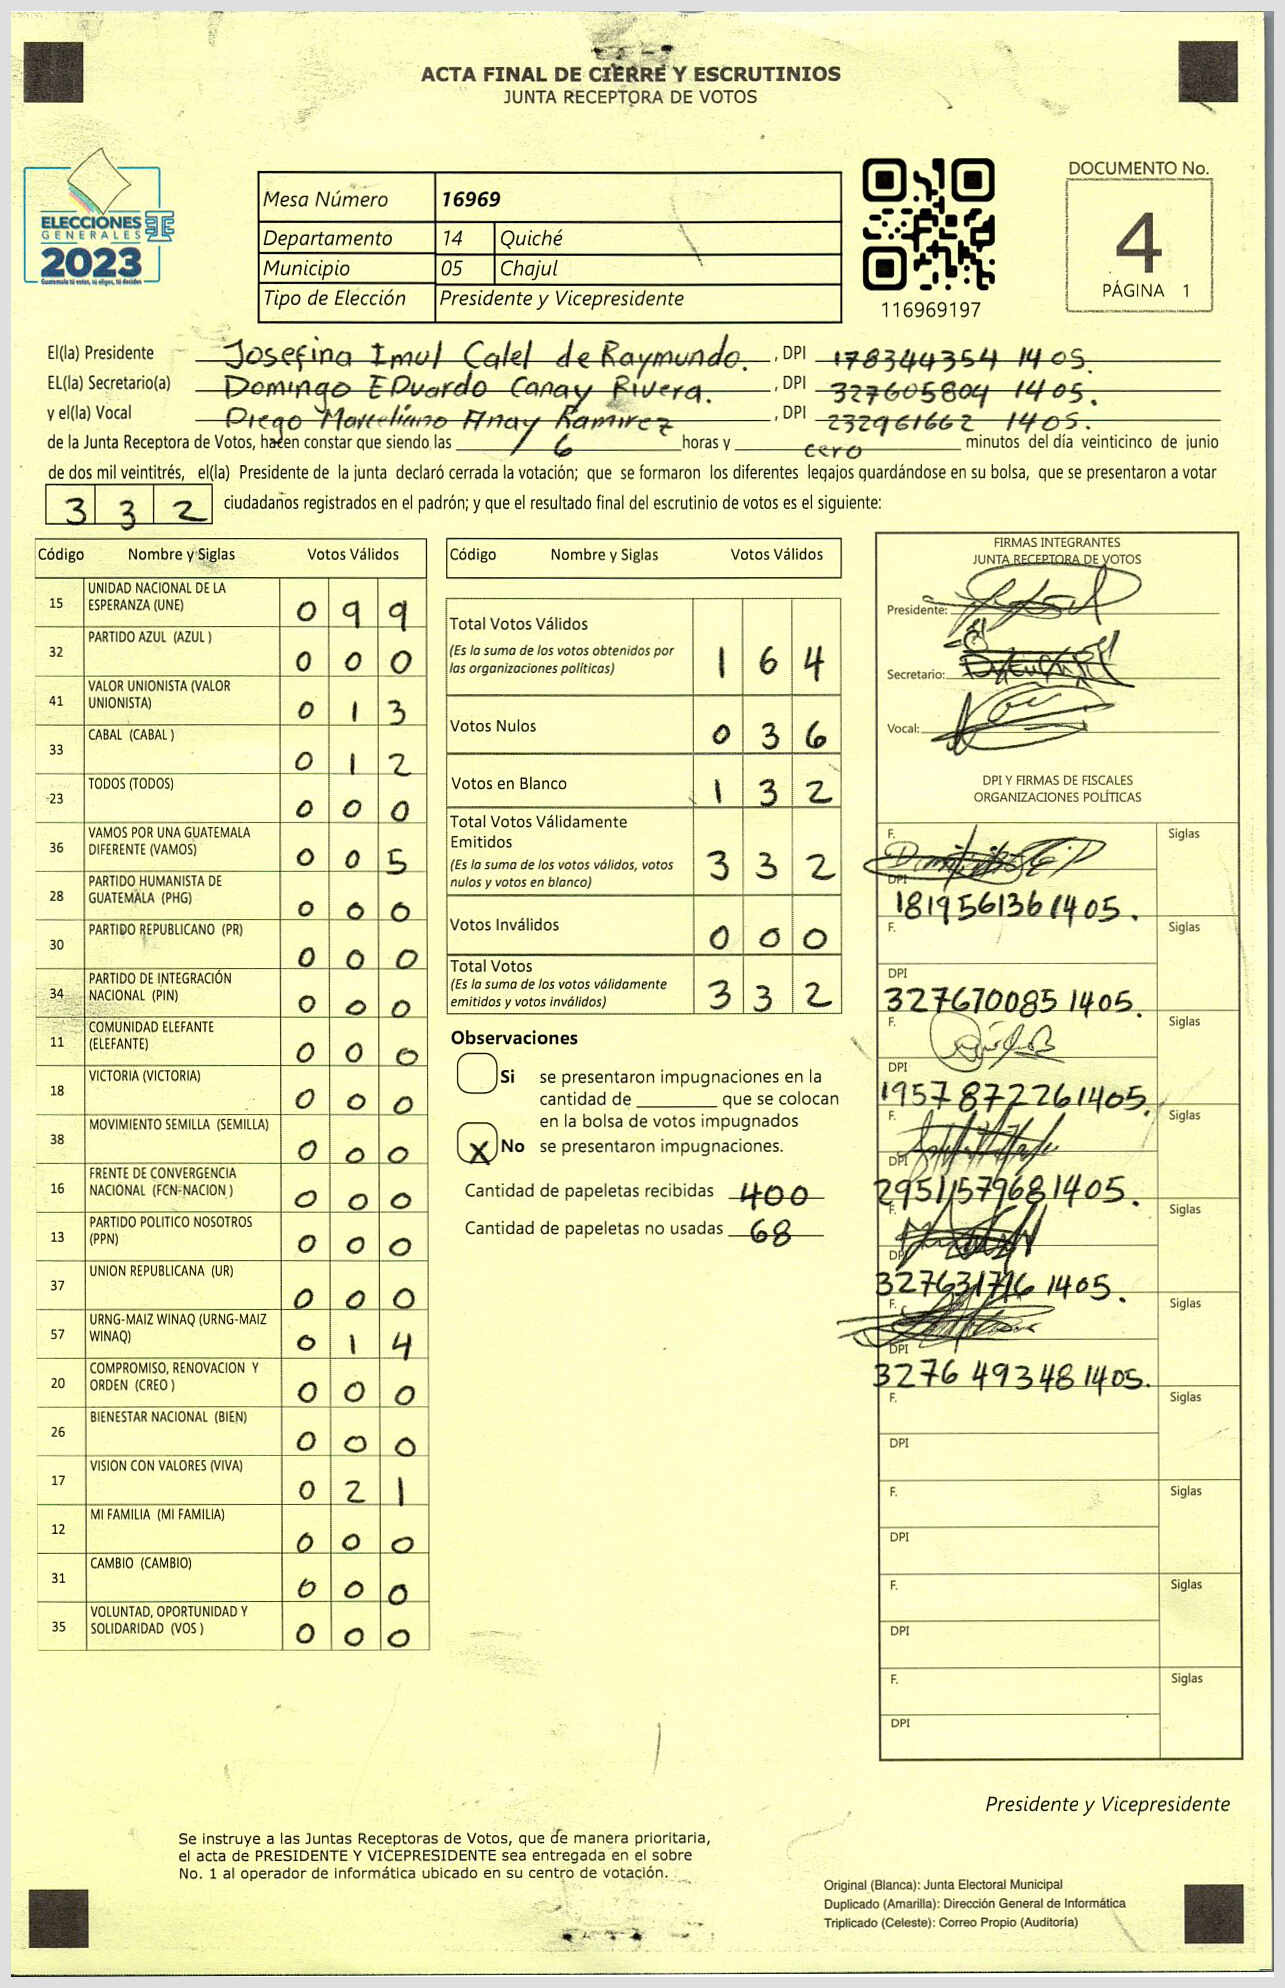 ACTA FINAL DE CIERRE Y ESCRUTINIOS
JUNTA RECEPTORA DE VOTOS
ELECCIONES
GENERALES
2023
Guatemala tú votas, tú eliges, tú decides
Mesa Número 16969
Departamento 14 Quiché
Municipio 05 Chajul
Tipo de Elección Presidente y Vicepresidente
116969197
DOCUMENTO No.
4
PÁGINA 1
El(la) Presidente Josefina Imul Calel de Raymundo. , DPI 178344354 1405.
EL(la) Secretario(a) Domingo EDuardo Canay Rivera. , DPI 327605804 1405.
y el(la) Vocal Diego Marceliano Anay Ramirez , DPI 232961662 1405.
de la Junta Receptora de Votos, hacen constar que siendo las 16 horas y cero minutos del día veinticinco de junio
de dos mil veintitrés, el(la) Presidente de la junta declaró cerrada la votación; que se formaron los diferentes legajos guardándose en su bolsa, que se presentaron a votar
332 ciudadanos registrados en el padrón; y que el resultado final del escrutinio de votos es el siguiente:
Código Nombre y Siglas Votos Válidos
15 UNIDAD NACIONAL DE LA
ESPERANZA (UNE) 0 9 9
32 PARTIDO AZUL (AZUL ) 0 0 0
41 VALOR UNIONISTA (VALOR
UNIONISTA) 0 1 3
33 CABAL (CABAL ) 0 1 2
23 TODOS (TODOS) 0 0 0
36 VAMOS POR UNA GUATEMALA
DIFERENTE (VAMOS) 0 0 5
28 PARTIDO HUMANISTA DE
GUATEMALA (PHG) 0 0 0
30 PARTIDO REPUBLICANO (PR) 0 0 0
34 PARTIDO DE INTEGRACIÓN
NACIONAL (PIN) 0 0 0
11 COMUNIDAD ELEFANTE
(ELEFANTE) 0 0 0
18 VICTORIA (VICTORIA) 0 0 0
38 MOVIMIENTO SEMILLA (SEMILLA) 0 0 0
16 FRENTE DE CONVERGENCIA
NACIONAL (FCN-NACION ) 0 0 0
13 PARTIDO POLITICO NOSOTROS
(PPN) 0 0 0
37 UNION REPUBLICANA (UR) 0 0 0
57 URNG-MAIZ WINAQ (URNG-MAIZ
WINAQ) 0 1 4
20 COMPROMISO, RENOVACION Y
ORDEN (CREO ) 0 0 0
26 BIENESTAR NACIONAL (BIEN) 0 0 0
17 VISION CON VALORES (VIVA) 0 2 1
12 MI FAMILIA (MI FAMILIA) 0 0 0
31 CAMBIO (CAMBIO) 0 0 0
35 VOLUNTAD, OPORTUNIDAD Y
SOLIDARIDAD (VOS ) 0 0 0
Código Nombre y Siglas Votos Válidos
Total Votos Válidos
(Es la suma de los votos obtenidos por
las organizaciones políticas) 1 6 4
Votos Nulos 0 3 6
Votos en Blanco 1 3 2
Total Votos Válidamente
Emitidos
(Es la suma de los votos válidos, votos
nulos y votos en blanco) 3 3 2
Votos Inválidos 0 0 0
Total Votos
(Es la suma de los votos válidamente
emitidos y votos inválidos) 3 3 2
Observaciones
Si se presentaron impugnaciones en la
cantidad de ________ que se colocan
en la bolsa de votos impugnados
X No se presentaron impugnaciones.
Cantidad de papeletas recibidas 400
Cantidad de papeletas no usadas 68
FIRMAS INTEGRANTES
JUNTA RECEPTORA DE VOTOS
Presidente:
Secretario:
Vocal:
DPI Y FIRMAS DE FISCALES
ORGANIZACIONES POLÍTICAS
F. Siglas
DPI
1819561361405.
F. Siglas
DPI
327670085 1405.
F. Siglas
DPI
1957872261405.
F. Siglas
DPI
2951157968 1405.
F. Siglas
DPI
327631716 1405.
F. Siglas
DPI
327649348 1405.
F. Siglas
DPI
F. Siglas
DPI
F. Siglas
DPI
F. Siglas
DPI
Presidente y Vicepresidente
Se instruye a las Juntas Receptoras de Votos, que de manera prioritaria,
el acta de PRESIDENTE Y VICEPRESIDENTE sea entregada en el sobre
No. 1 al operador de informática ubicado en su centro de votación.
Original (Blanca): Junta Electoral Municipal
Duplicado (Amarilla): Dirección General de Informática
Triplicado (Celeste): Correo Propio (Auditoría)